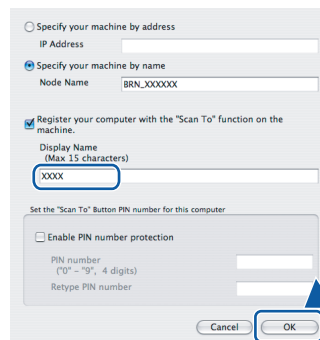 Specify your machine by address
IP Address
Specify your machine by name
Node Name BRN_XXXXXX
Register your computer with the "Scan To" function on the
machine.
Display Name
(Max 15 characters)
XXXX
Set the "Scan To" Button PIN number for this computer
Enable PIN number protection
PIN number
("0" – "9", 4 digits)
Retype PIN number
Cancel OK